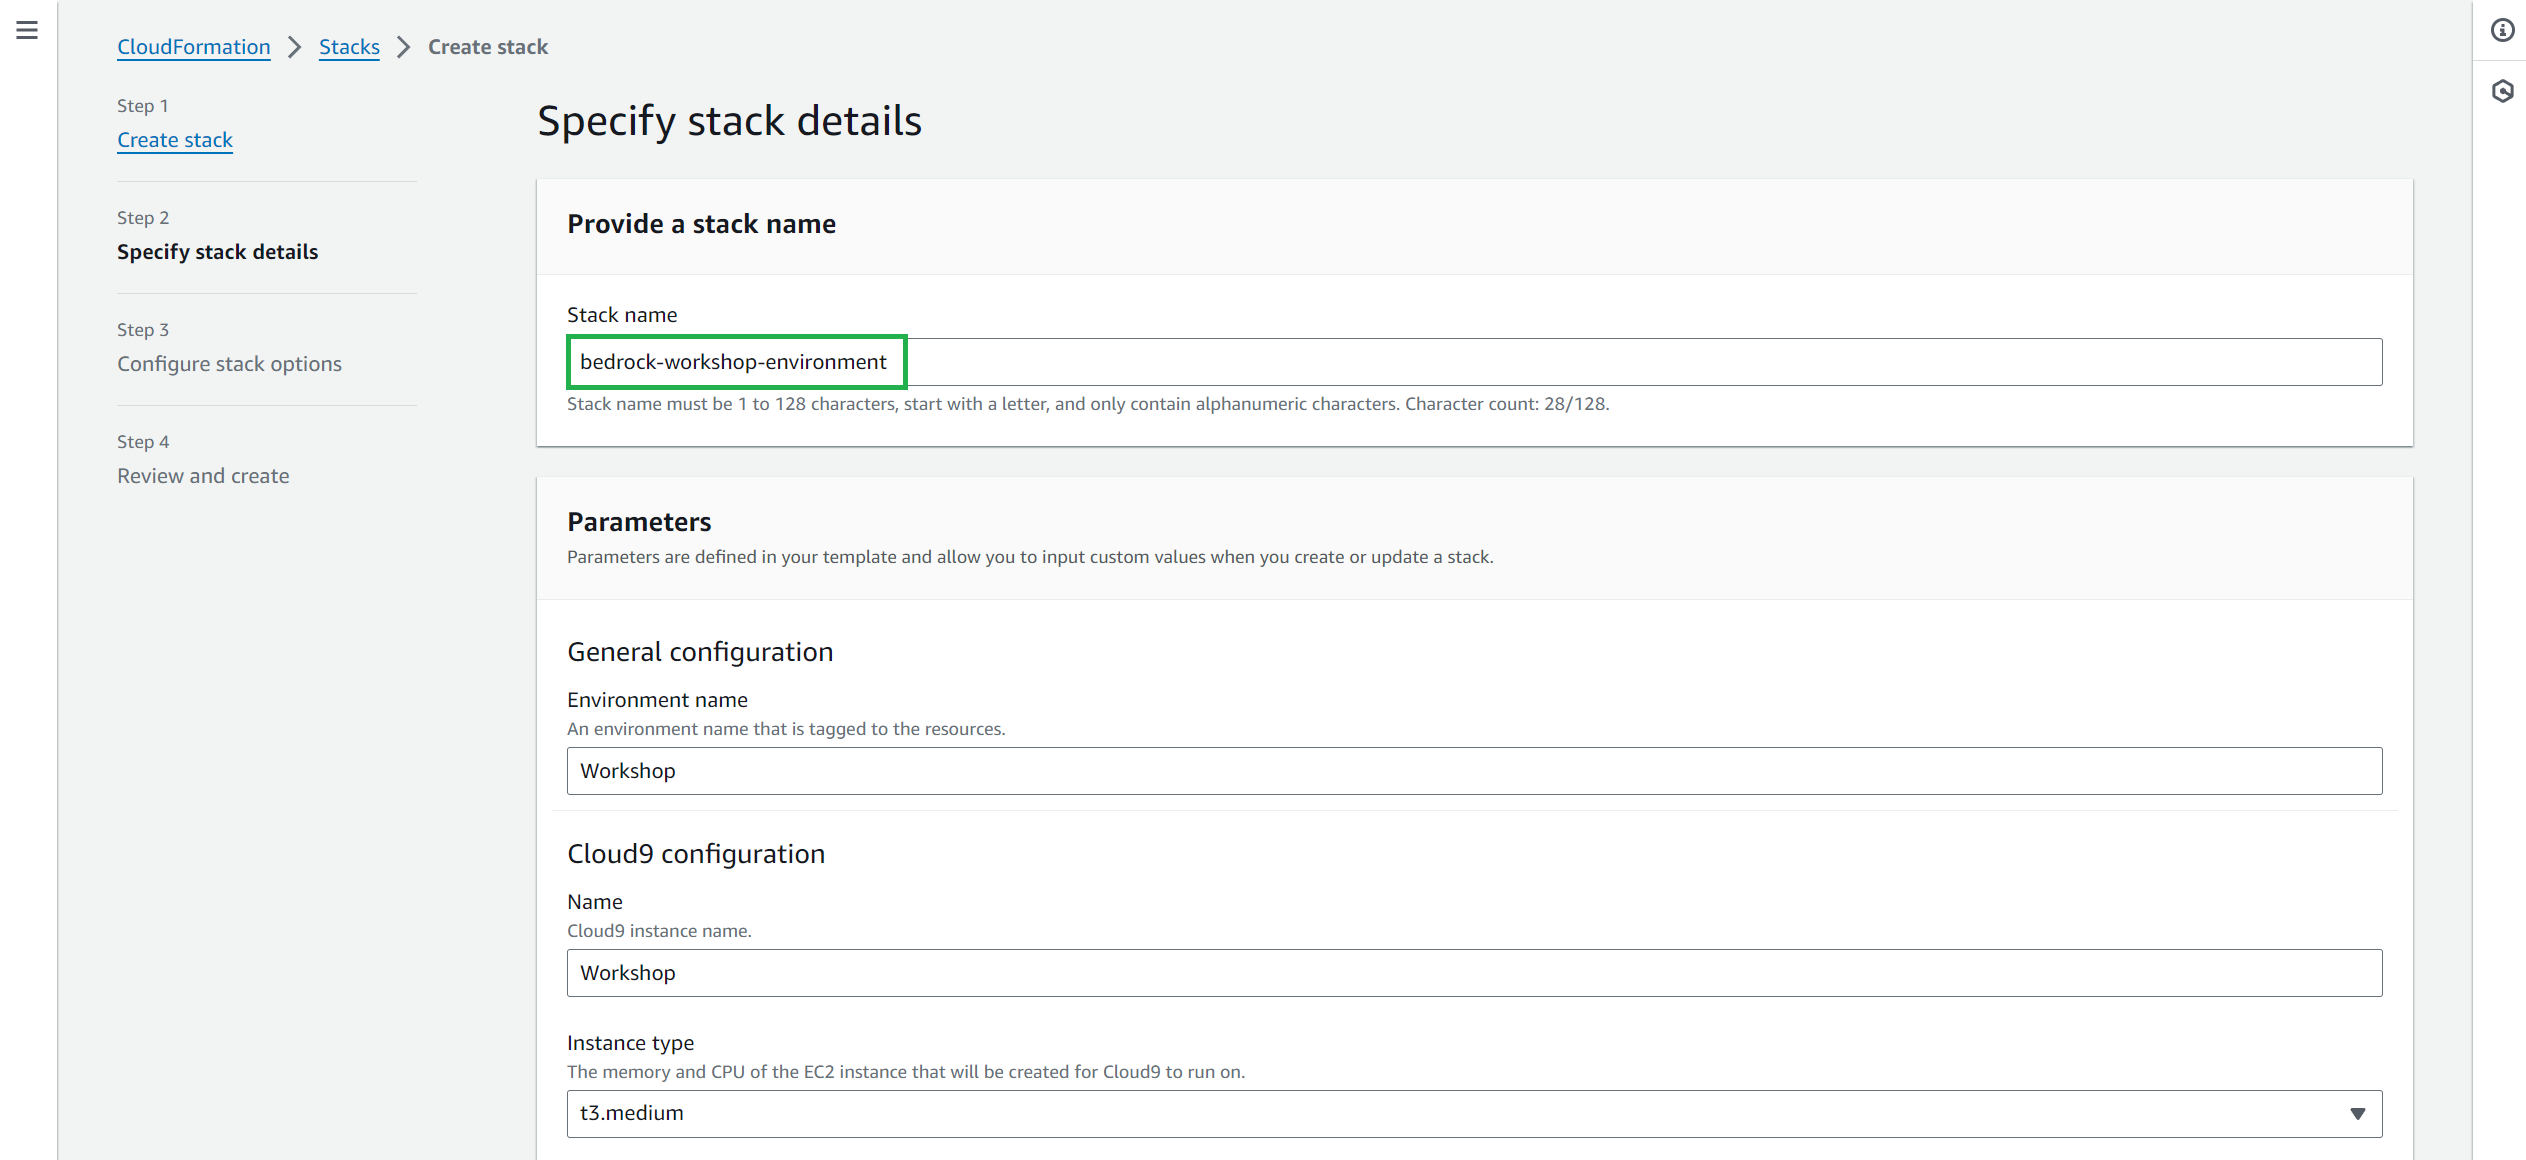 CloudFormation > Stacks > Create stack
Step 1
Create stack
Step 2
Specify stack details
Step 3
Configure stack options
Step 4
Review and create
Specify stack details
Provide a stack name
Stack name
bedrock-workshop-environment
Stack name must be 1 to 128 characters, start with a letter, and only contain alphanumeric characters. Character count: 28/128.
Parameters
Parameters are defined in your template and allow you to input custom values when you create or update a stack.
General configuration
Environment name
An environment name that is tagged to the resources.
Workshop
Cloud9 configuration
Name
Cloud9 instance name.
Workshop
Instance type
The memory and CPU of the EC2 instance that will be created for Cloud9 to run on.
t3.medium